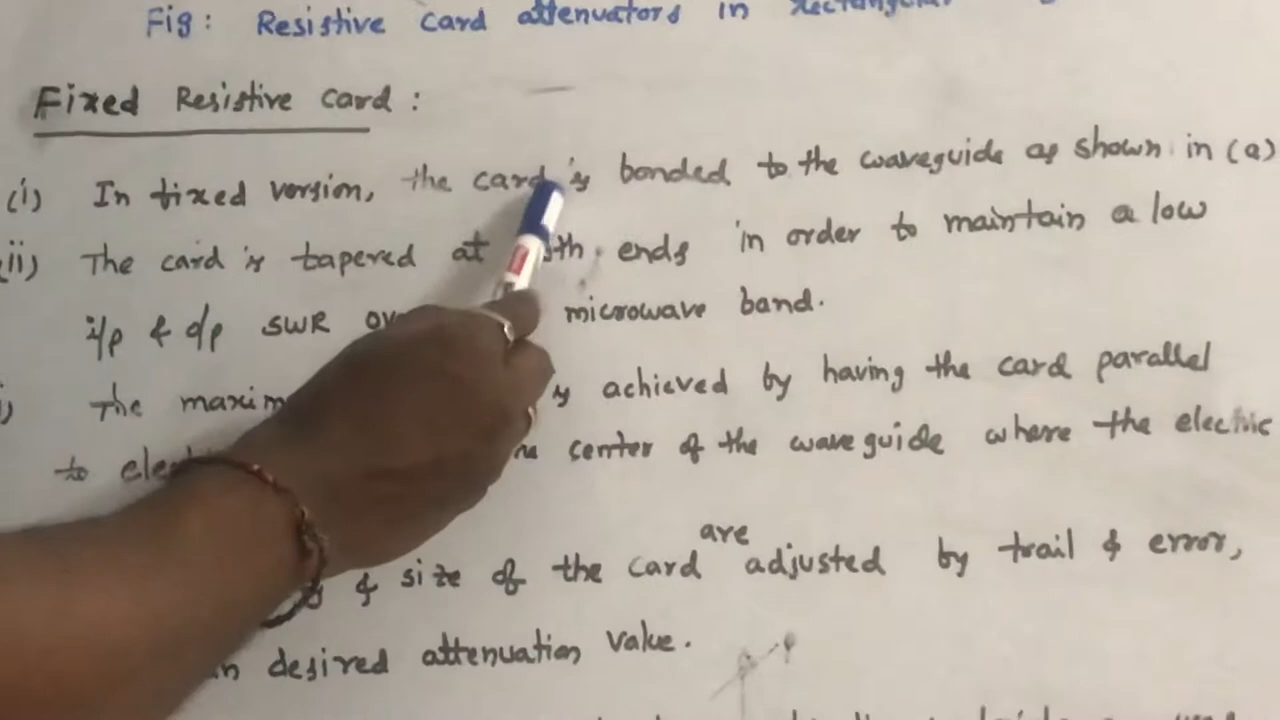 Fig: Resistive card attenuators in
Fixed Resistive card:
(i) In fixed version, the card is bonded to the waveguide as shown in (a)
ii) The card is tapered at ends in order to maintain a low
i/p & o/p SWR microwave band.
The achieved by having the card parallel
to center of the waveguide where the electric
are
& size of the card adjusted by trail & error,
desired attenuation value.